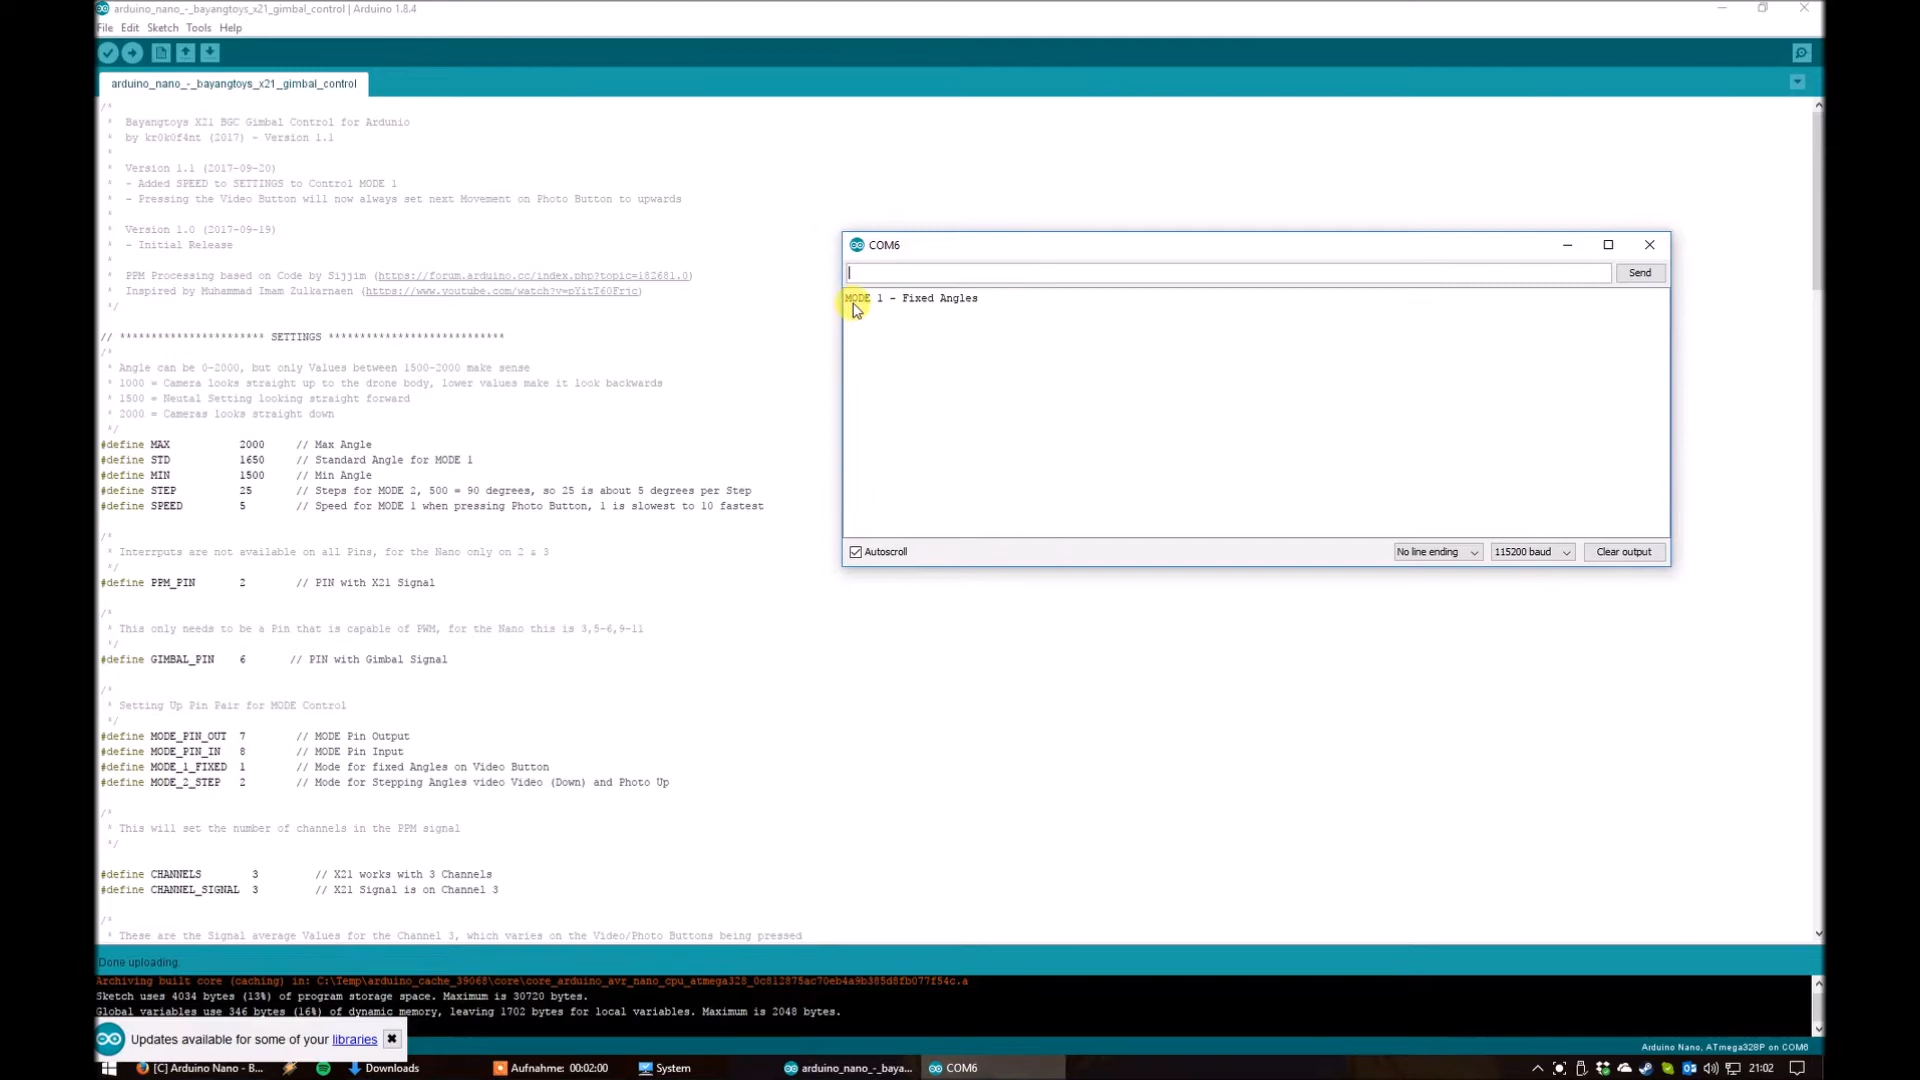 arduino_nano_-_bayangtoys_x21_gimbal_control | Arduino 1.8.4
File Edit Sketch Tools Help
arduino_nano_-_bayangtoys_x21_gimbal_control
/*
* Bayangtoys X21 BGC Gimbal Control for Ardunio
* by kr0k0f4nt (2017) - Version 1.1
*
* Version 1.1 (2017-09-20)
* - Added SPEED to SETTINGS to Control MODE 1
* - Pressing the Video Button will now always set next Movement on Photo Button to upwards
*
* Version 1.0 (2017-09-19)
* - Initial Release
*
* PPM Processing based on Code by Sijjim (https://forum.arduino.cc/index.php?topic=182681.0)
* Inspired by Muhammad Imam Zulkarnaen (https://www.youtube.com/watch?v=pYitT60Frjc)
*/
// *********************** SETTINGS ****************************
/*
* Angle can be 0-2000, but only Values between 1500-2000 make sense
* 1000 = Camera looks straight up to the drone body, lower values make it look backwards
* 1500 = Neutal Setting looking straight forward
* 2000 = Cameras looks straight down
*/
#define MAX 2000 // Max Angle
#define STD 1650 // Standard Angle for MODE 1
#define MIN 1500 // Min Angle
#define STEP 25 // Steps for MODE 2, 500 = 90 degrees, so 25 is about 5 degrees per Step
#define SPEED 5 // Speed for MODE 1 when pressing Photo Button, 1 is slowest to 10 fastest
/*
* Interrputs are not available on all Pins, for the Nano only on 2 & 3
*/
#define PPM_PIN 2 // PIN with X21 Signal
/*
* This only needs to be a Pin that is capable of PWM, for the Nano this is 3,5-6,9-11
*/
#define GIMBAL_PIN 6 // PIN with Gimbal Signal
/*
* Setting Up Pin Pair for MODE Control
*/
#define MODE_PIN_OUT 7 // MODE Pin Output
#define MODE_PIN_IN 8 // MODE Pin Input
#define MODE_1_FIXED 1 // Mode for fixed Angles on Video Button
#define MODE_2_STEP 2 // Mode for Stepping Angles video Video (Down) and Photo Up
/*
* This will set the number of channels in the PPM signal
*/
#define CHANNELS 3 // X21 works with 3 Channels
#define CHANNEL_SIGNAL 3 // X21 Signal is on Channel 3
/*
* These are the Signal average Values for the Channel 3, which varies on the Video/Photo Buttons being pressed
COM6
Send
MODE 1 - Fixed Angles
Autoscroll
No line ending
115200 baud
Clear output
Done uploading.
Archiving built core (caching) in: C:\Temp\arduino_cache_39068\core\core_arduino_avr_nano_cpu_atmega328_0c812875ac70eb4a9b385d8fb077f54c.a
Sketch uses 4034 bytes (13%) of program storage space. Maximum is 30720 bytes.
Global variables use 346 bytes (16%) of dynamic memory, leaving 1702 bytes for local variables. Maximum is 2048 bytes.
Updates available for some of your libraries
Arduino Nano, ATmega328P on COM6
[C] Arduino Nano - B...
Downloads
Aufnahme: 00:02:00
System
arduino_nano_-_baya...
COM6
21:02